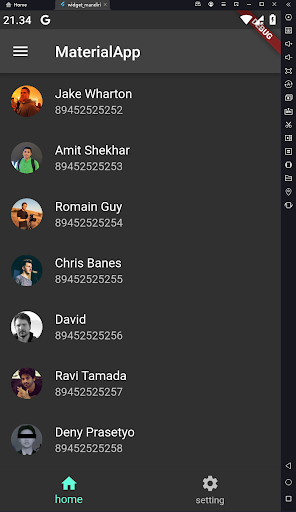 Home widget_mandiri
21.34 G
DEBUG
MaterialApp
Jake Wharton
89452525252
Amit Shekhar
89452525253
Romain Guy
89452525254
Chris Banes
89452525255
David
89452525256
Ravi Tamada
89452525257
Deny Prasetyo
89452525258
home setting